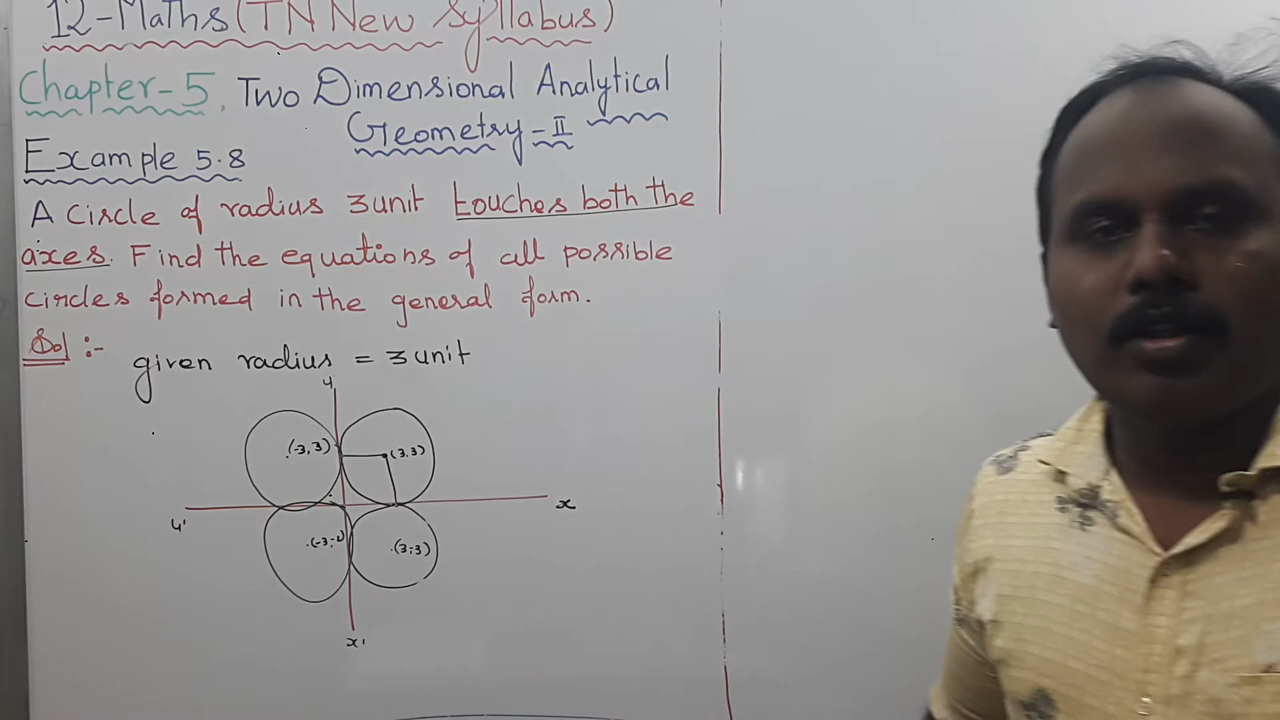 12-Maths (TN New Syllabus)
Chapter-5. Two Dimensional Analytical
Geometry-II
Example 5.8
A Circle of radius 3unit touches both the
axes. Find the equations of all possible
circles formed in the general form.
Sol :-
given radius = 3 unit
y
(-3,3)
(3,3)
x
y'
(3,-3)
x'